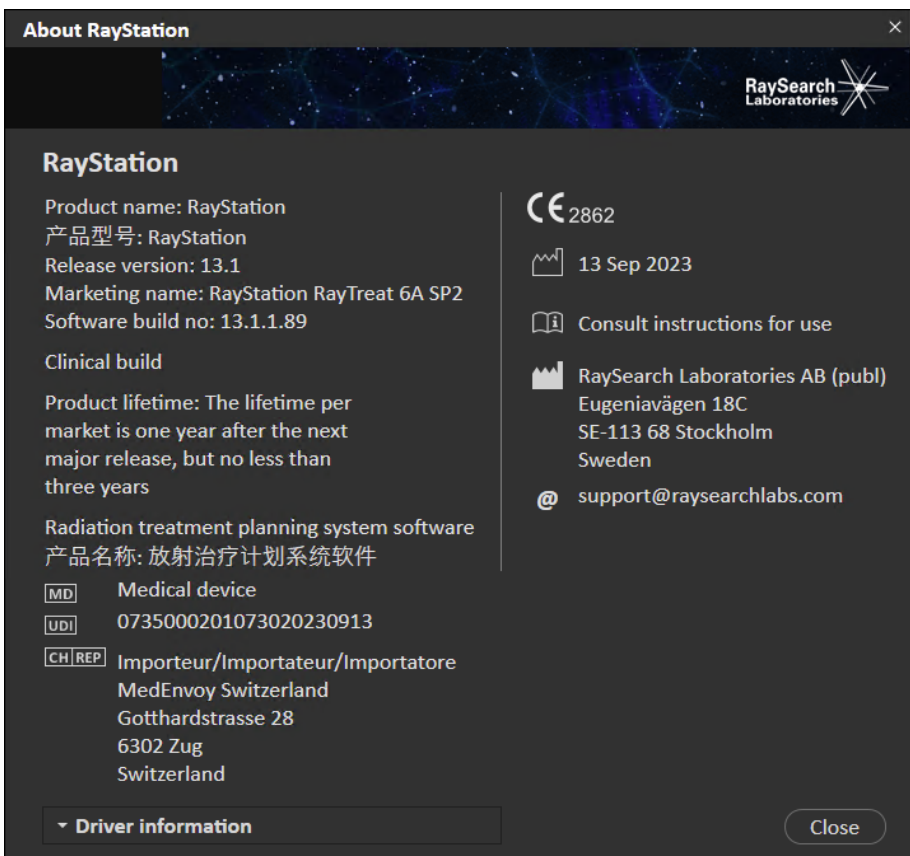 About RayStation
RaySearch
Laboratories
RayStation
Product name: RayStation
产品型号: RayStation
Release version: 13.1
Marketing name: RayStation RayTreat 6A SP2
Software build no: 13.1.1.89
Clinical build
Product lifetime: The lifetime per
market is one year after the next
major release, but no less than
three years
Radiation treatment planning system software
产品名称: 放射治疗计划系统软件
MD Medical device
UDI 0735000201073020230913
CH REP Importeur/Importateur/Importatore
MedEnvoy Switzerland
Gotthardstrasse 28
6302 Zug
Switzerland
CE 2862
13 Sep 2023
Consult instructions for use
RaySearch Laboratories AB (publ)
Eugeniavägen 18C
SE-113 68 Stockholm
Sweden
@ support@raysearchlabs.com
Driver information
Close